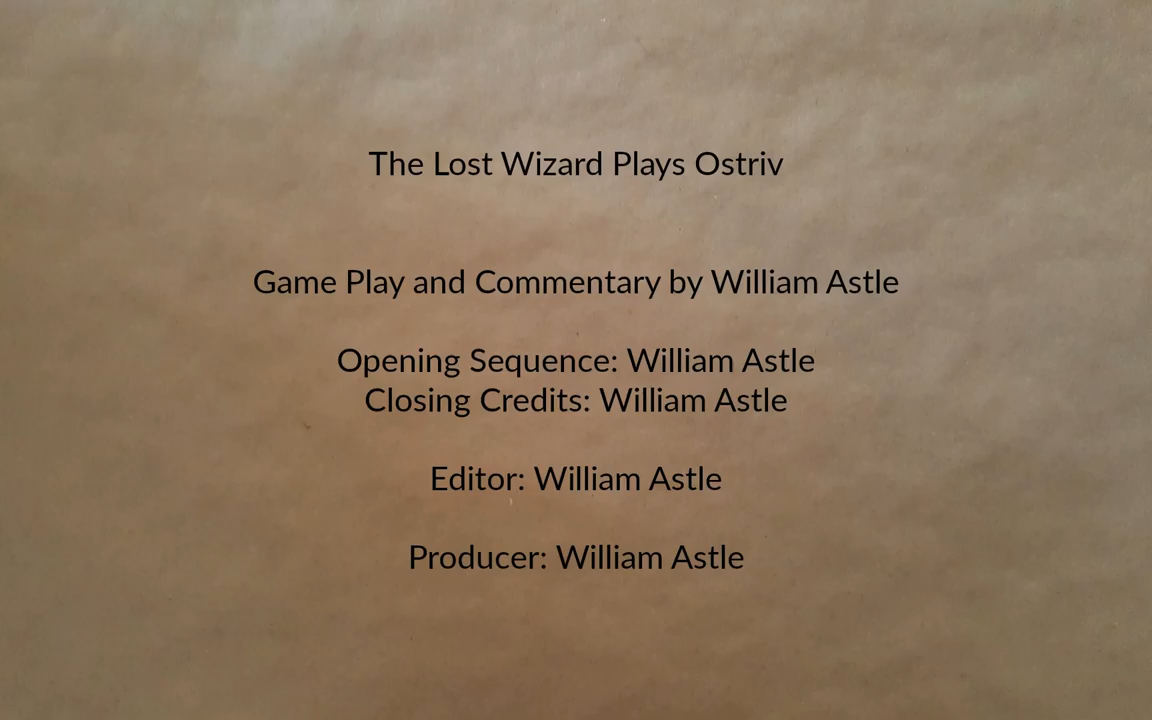 The Lost Wizard Plays Ostriv
Game Play and Commentary by William Astle
Opening Sequence: William Astle
Closing Credits: William Astle
Editor: William Astle
Producer: William Astle